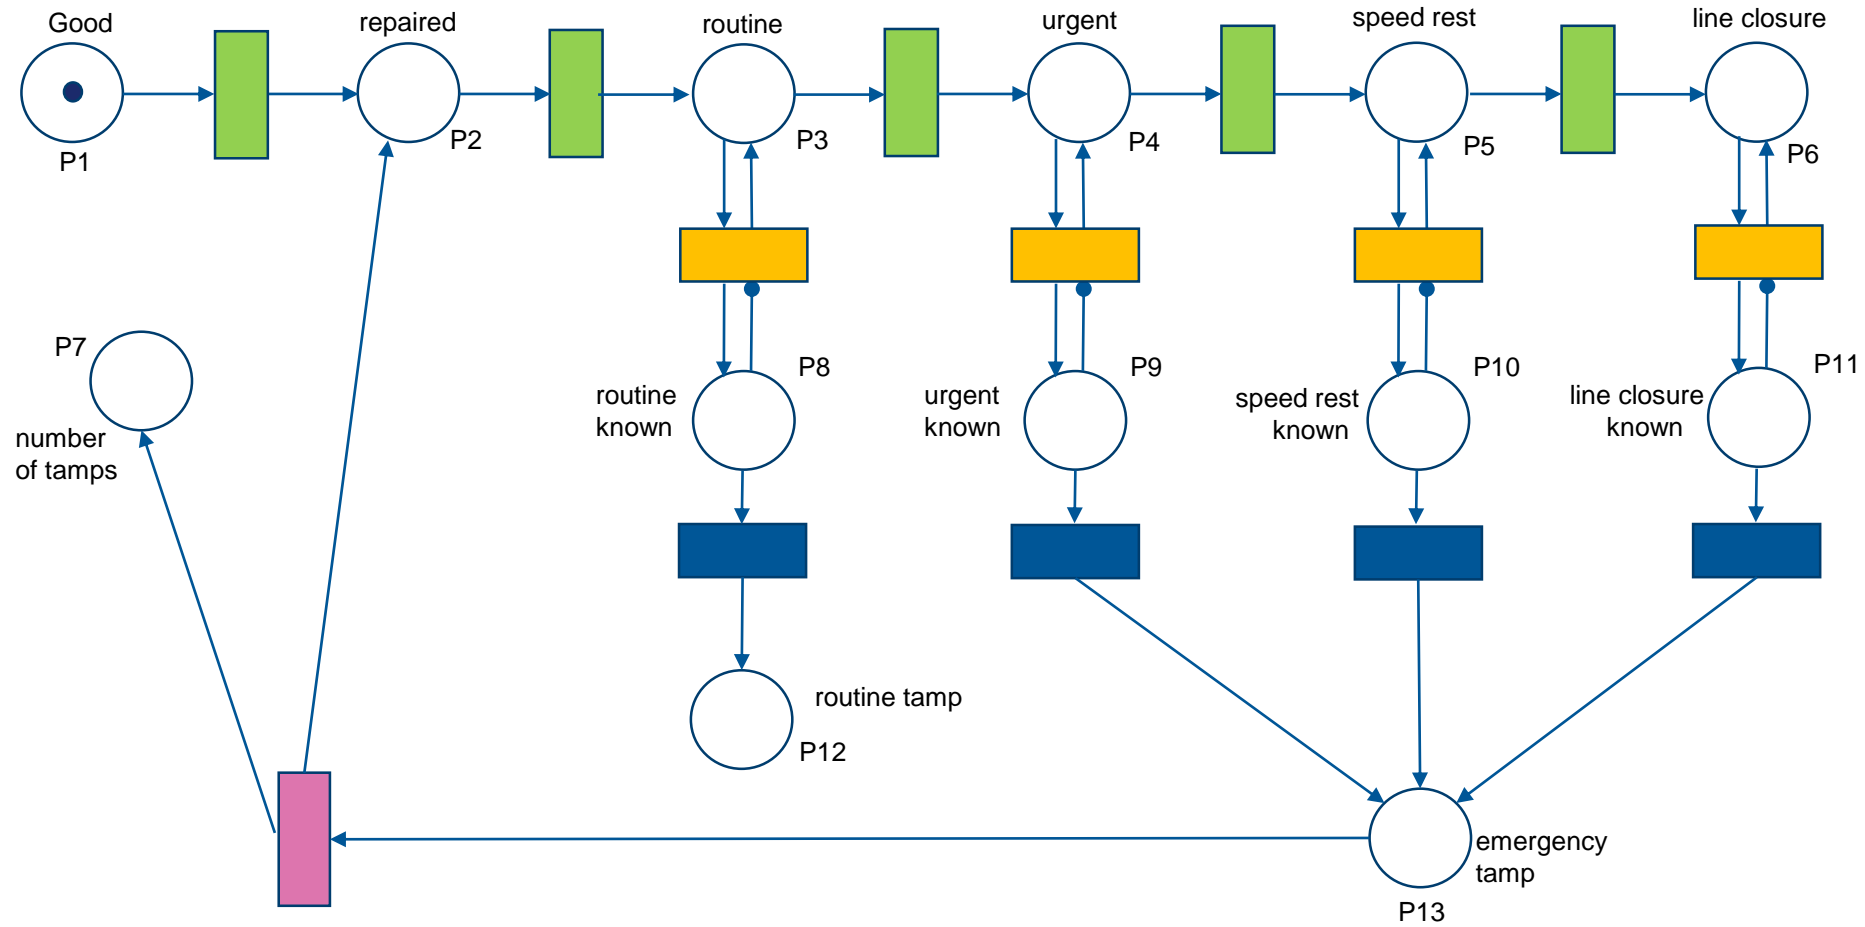 Good
repaired
routine
urgent
speed rest
line closure
P1
P2
P3
P4
P5
P6
P7
number
of tamps
P8
routine
known
P9
urgent
known
P10
speed rest
known
P11
line closure
known
routine tamp
P12
emergency
tamp
P13